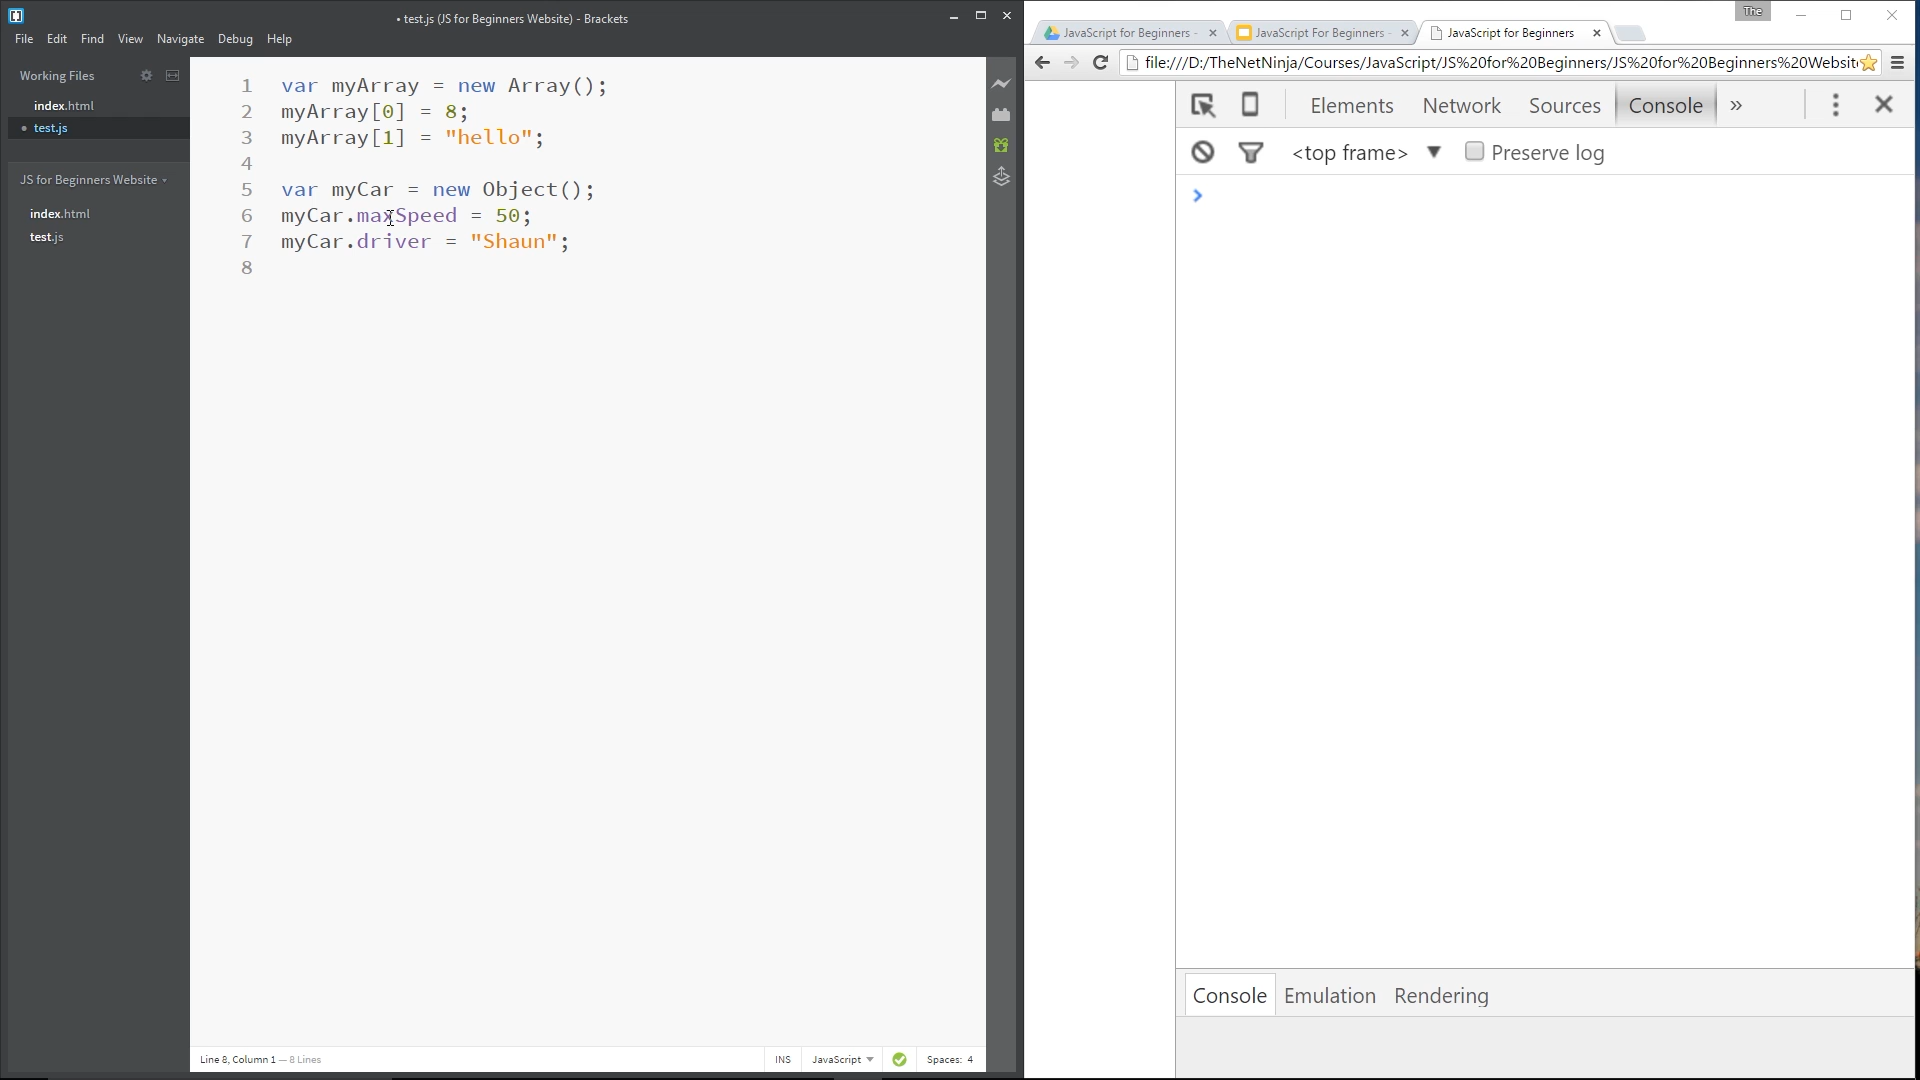 • test.js (JS for Beginners Website) - Brackets
File Edit Find View Navigate Debug Help
Working Files
index.html
• test.js
JS for Beginners Website
index.html
test.js
1 var myArray = new Array();
2 myArray[0] = 8;
3 myArray[1] = "hello";
4
5 var myCar = new Object();
6 myCar.maxSpeed = 50;
7 myCar.driver = "Shaun";
8
Line 8, Column 1 — 8 Lines
INS JavaScript Spaces: 4
The
JavaScript for Beginners - JavaScript For Beginners - JavaScript for Beginners
file:///D:/TheNetNinja/Courses/JavaScript/JS%20for%20Beginners/JS%20for%20Beginners%20Websit
Elements Network Sources Console »
<top frame> ▼ Preserve log
>
Console Emulation Rendering